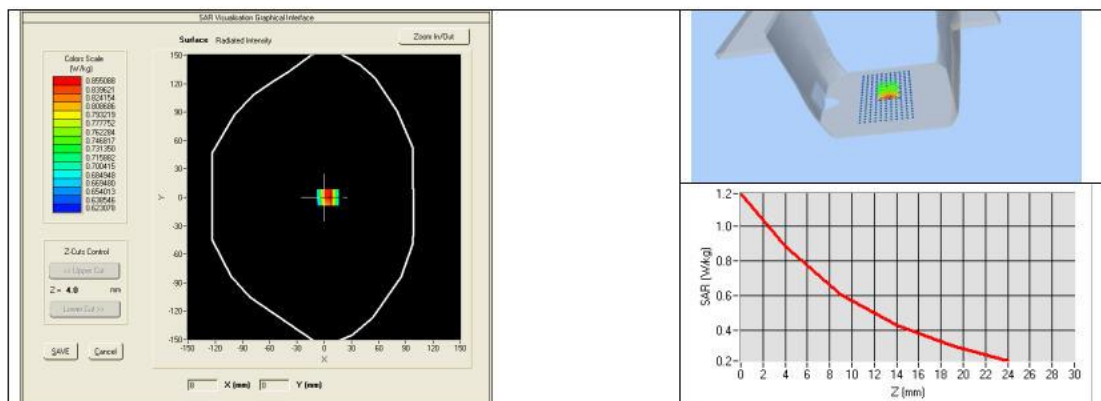 SAR Visualisation Graphical Interface
Surface Radiated Intensity
Zoom In/Out
Colors Scale
(W/kg)
0.855088
0.839621
0.824154
0.808686
0.793219
0.777752
0.762284
0.746817
0.731350
0.715882
0.700415
0.684948
0.669480
0.654013
0.638546
0.623078
Z-Cuts Control
<< Upper Cut
Z = 4.0 mm
Lower Cut >>
SAVE Cancel
150
120
90
60
30
0
-30
-60
-90
-120
-150
Y
-150 -120 -90 -60 -30 0 30 60 90 120 150
X
0 X (mm) 0 Y (mm)
1.2
1.0
0.8
0.6
0.4
0.2
SAR (W/kg)
0 2 4 6 8 10 12 14 16 18 20 22 24 26 28 30
Z (mm)